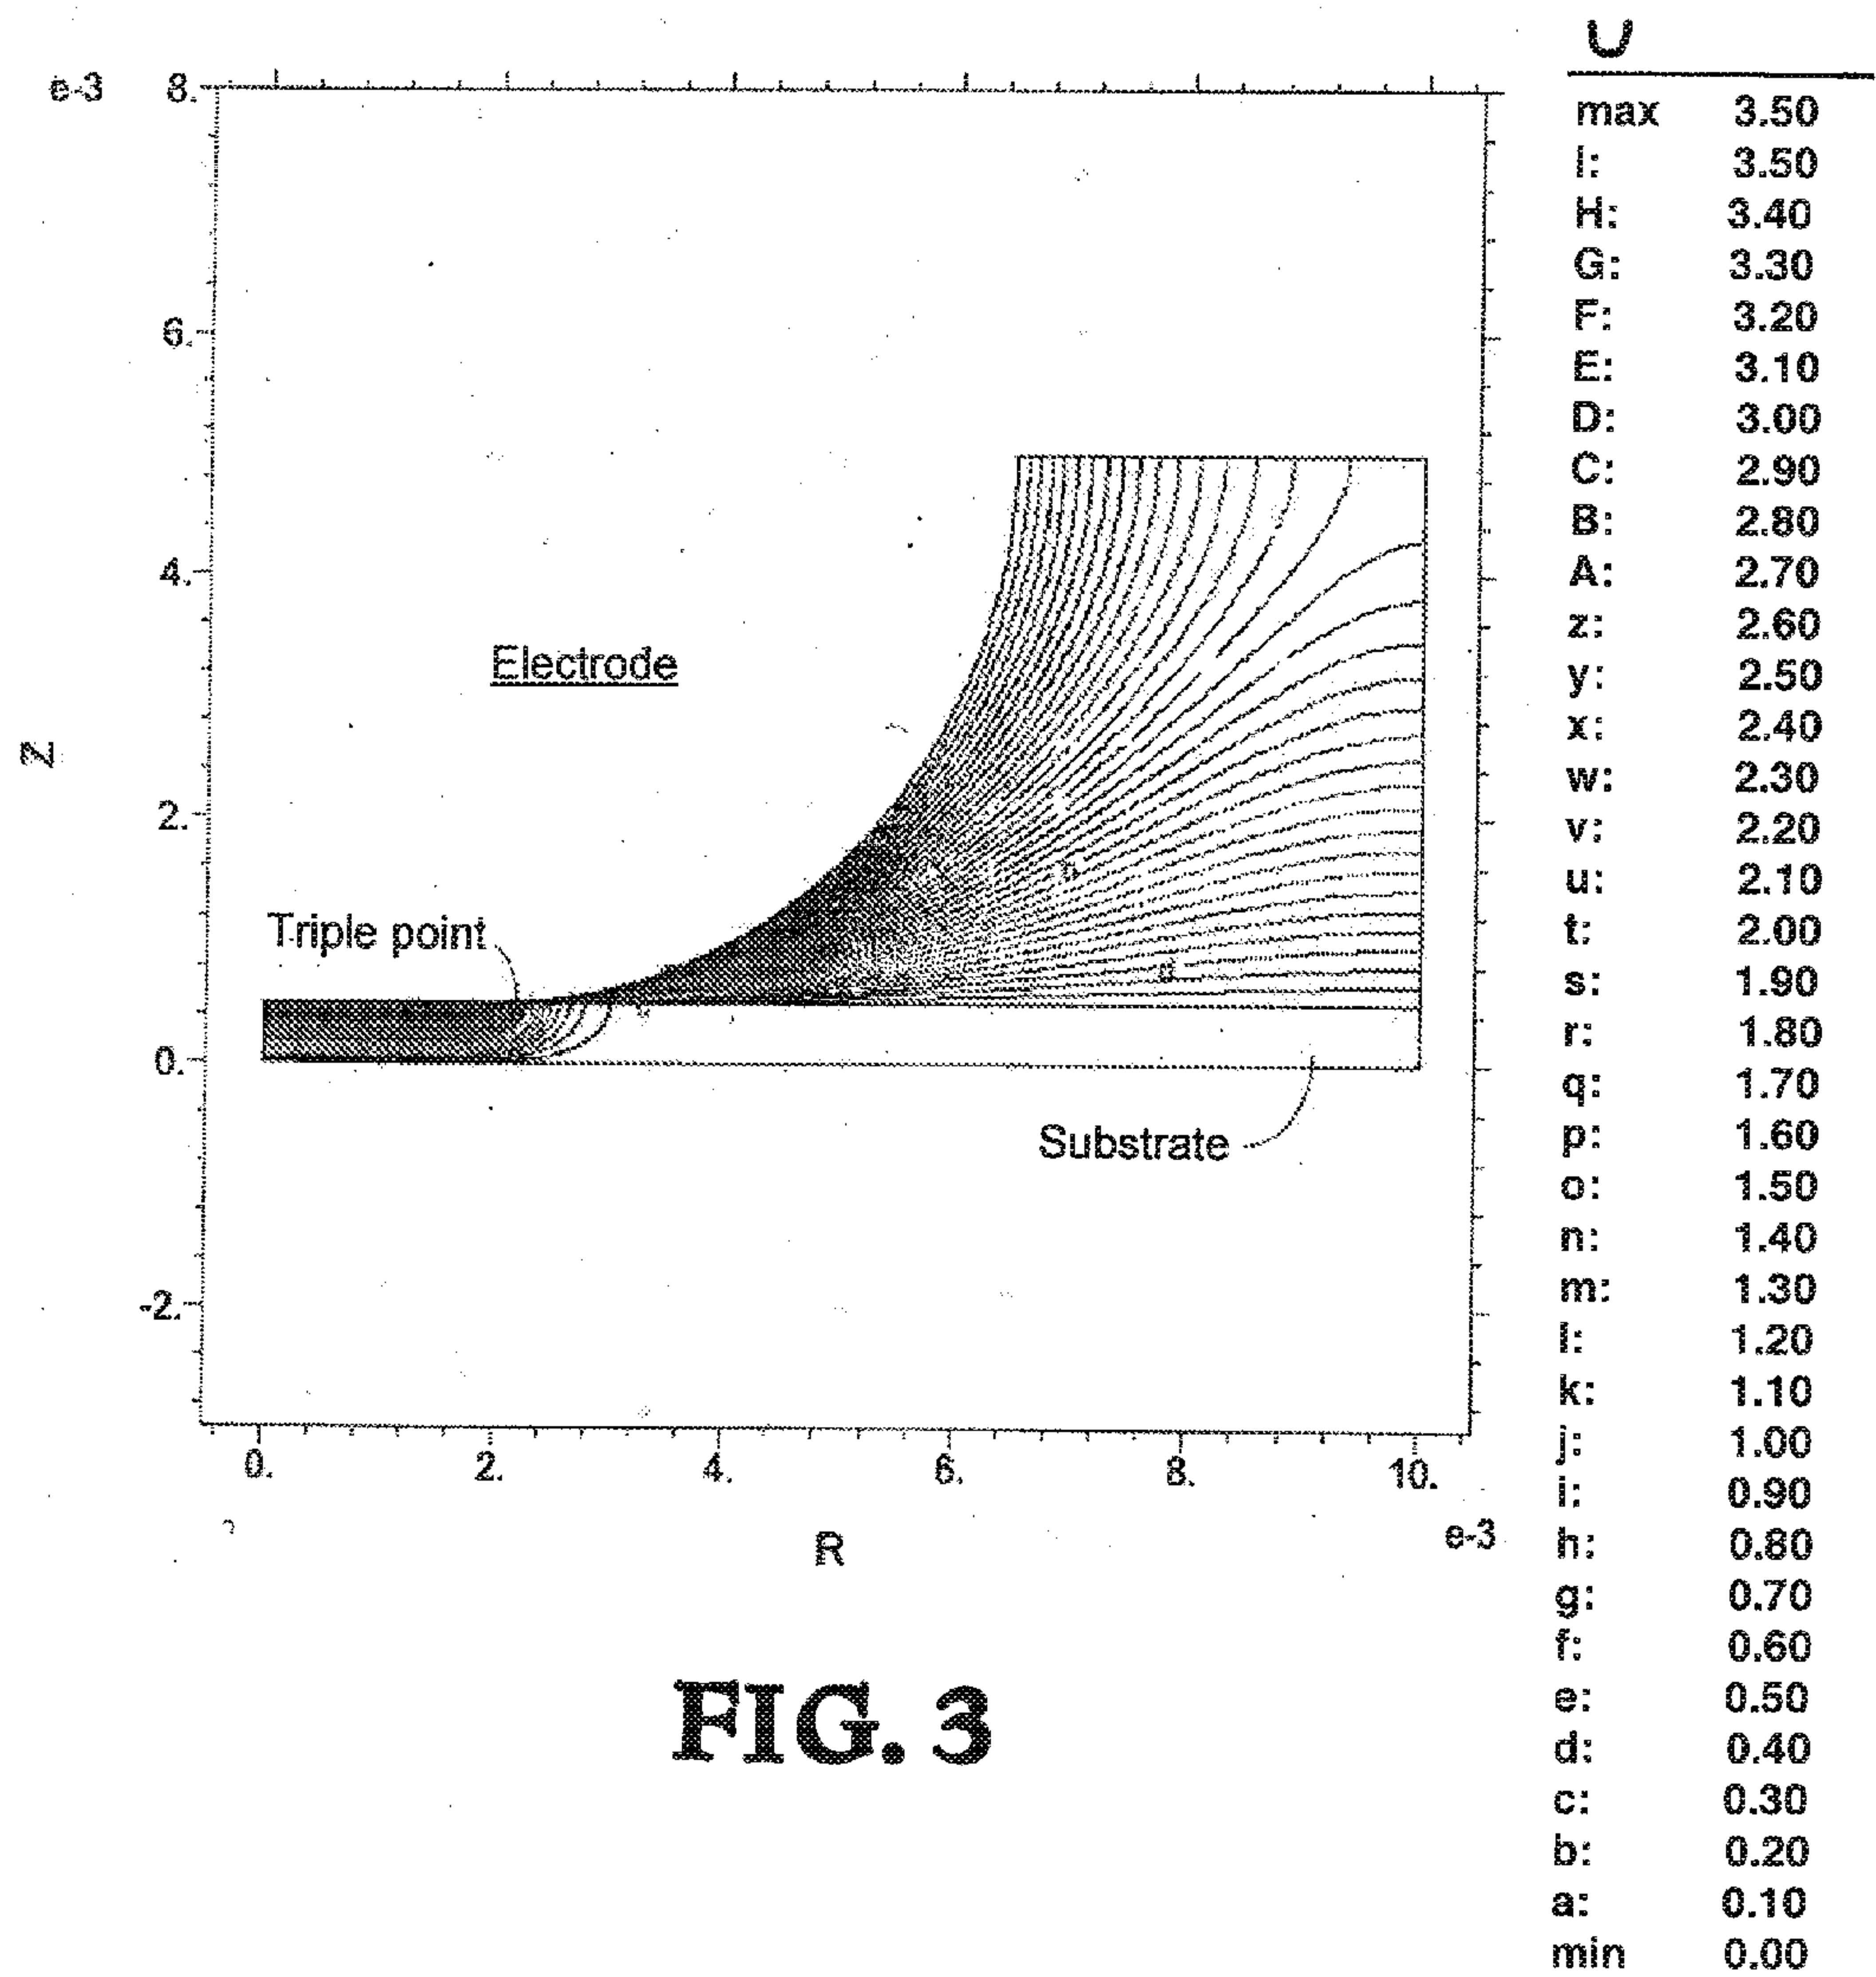 e-3
8.
6.
4.
2.
0.
-2.
Z
Electrode
Triple point
Substrate
0. 2. 4. 6. 8. 10.
R
e-3
FIG. 3
U
max 3.50
I: 3.50
H: 3.40
G: 3.30
F: 3.20
E: 3.10
D: 3.00
C: 2.90
B: 2.80
A: 2.70
z: 2.60
y: 2.50
x: 2.40
w: 2.30
v: 2.20
u: 2.10
t: 2.00
s: 1.90
r: 1.80
q: 1.70
p: 1.60
o: 1.50
n: 1.40
m: 1.30
l: 1.20
k: 1.10
j: 1.00
i: 0.90
h: 0.80
g: 0.70
f: 0.60
e: 0.50
d: 0.40
c: 0.30
b: 0.20
a: 0.10
min 0.00